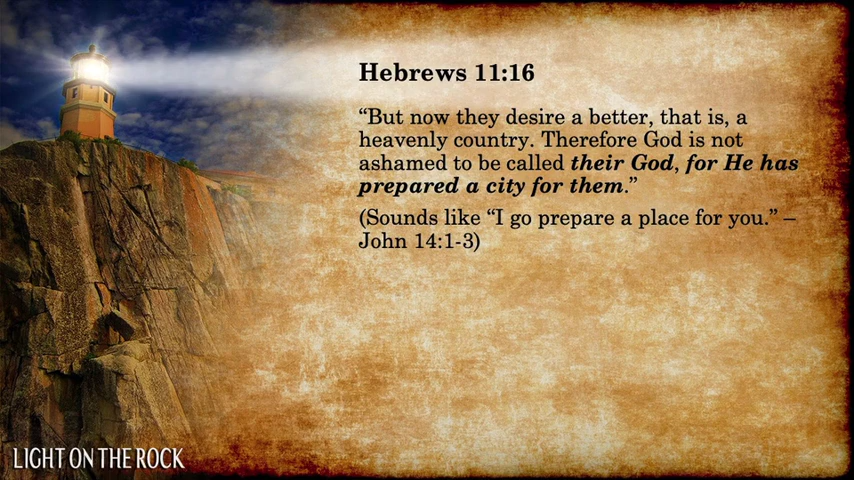 Hebrews 11:16
“But now they desire a better, that is, a
heavenly country. Therefore God is not
ashamed to be called their God, for He has
prepared a city for them.”
(Sounds like “I go prepare a place for you.” –
John 14:1-3)
LIGHT ON THE ROCK